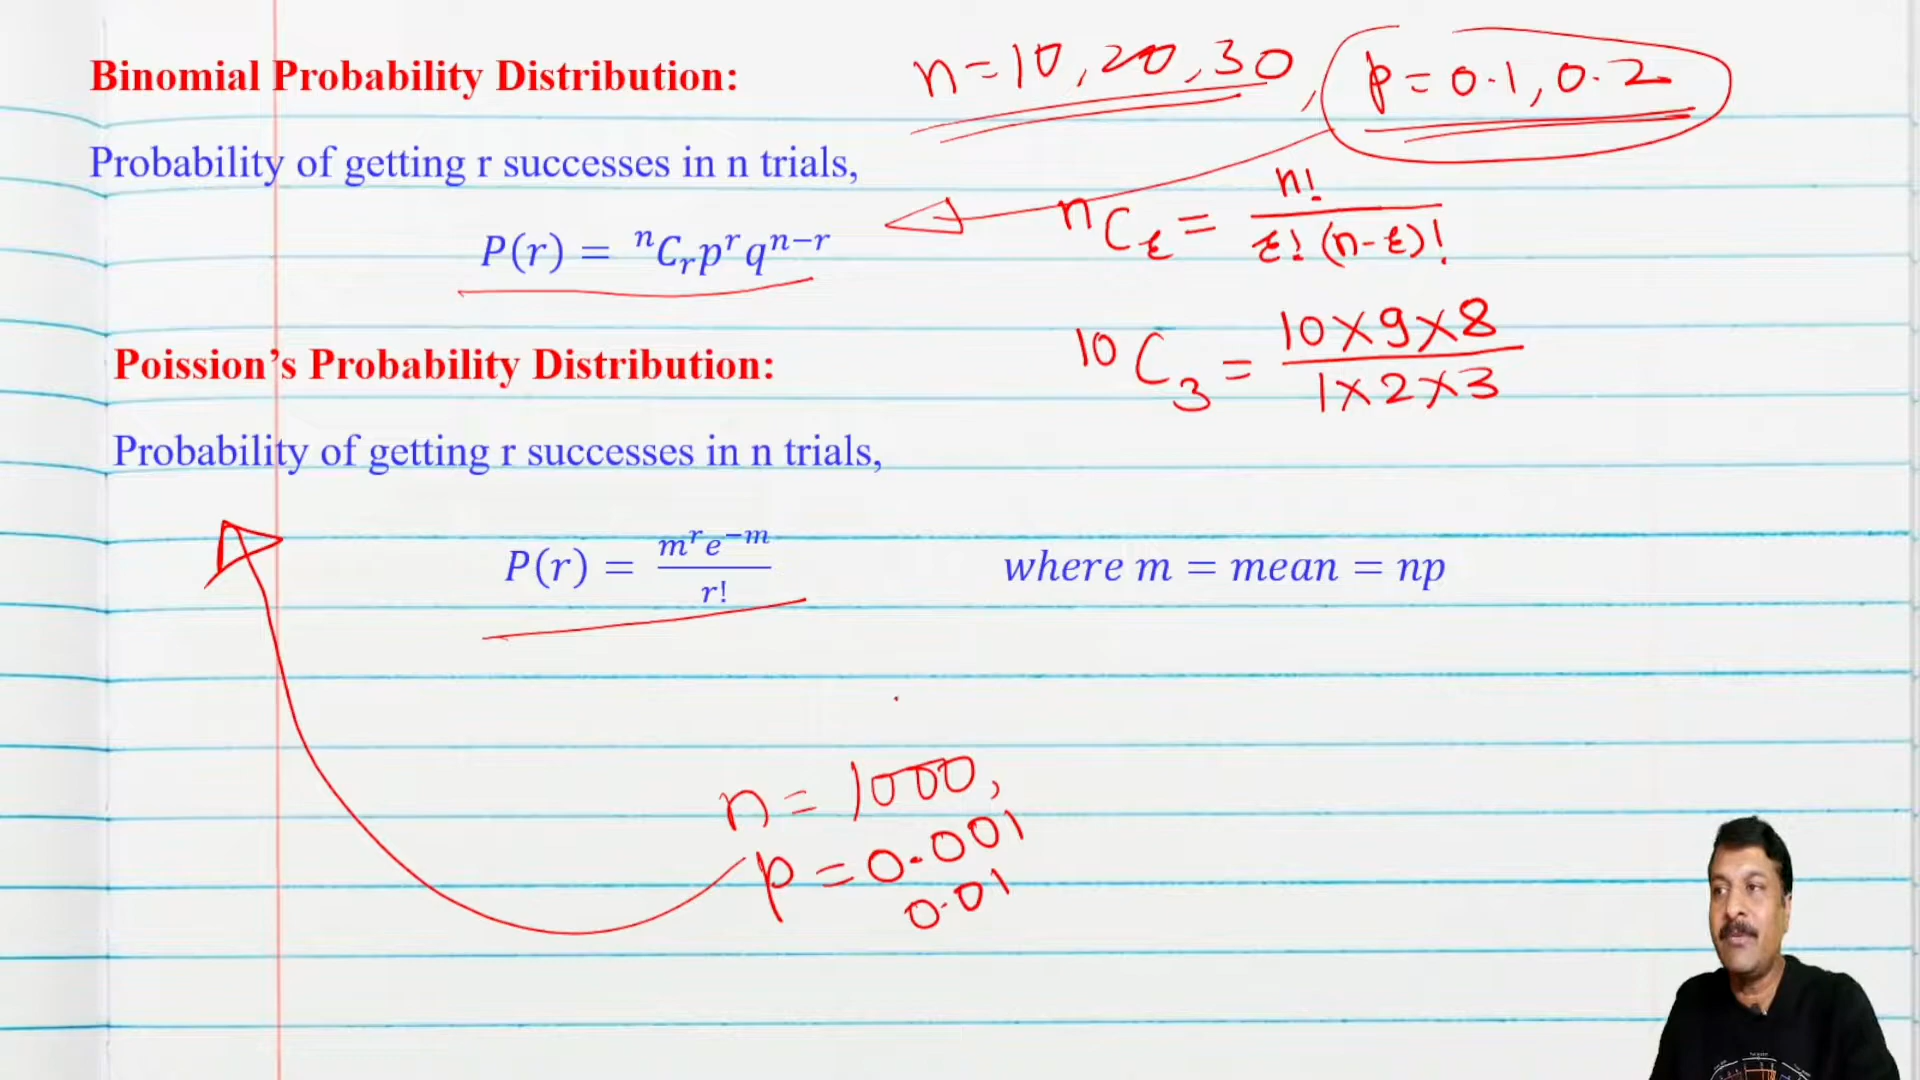 Binomial Probability Distribution:
n = 10, 20, 30, p = 0.1, 0.2
Probability of getting r successes in n trials,
P(r) = ⁿCᵣpʳqⁿ⁻ʳ
ⁿCᵣ = n! / r! (n-r)!
¹⁰C₃ = 10×9×8 / 1×2×3
Poission's Probability Distribution:
Probability of getting r successes in n trials,
P(r) = mʳe⁻ᵐ / r! where m = mean = np
n = 1000,
p = 0.001
0.01